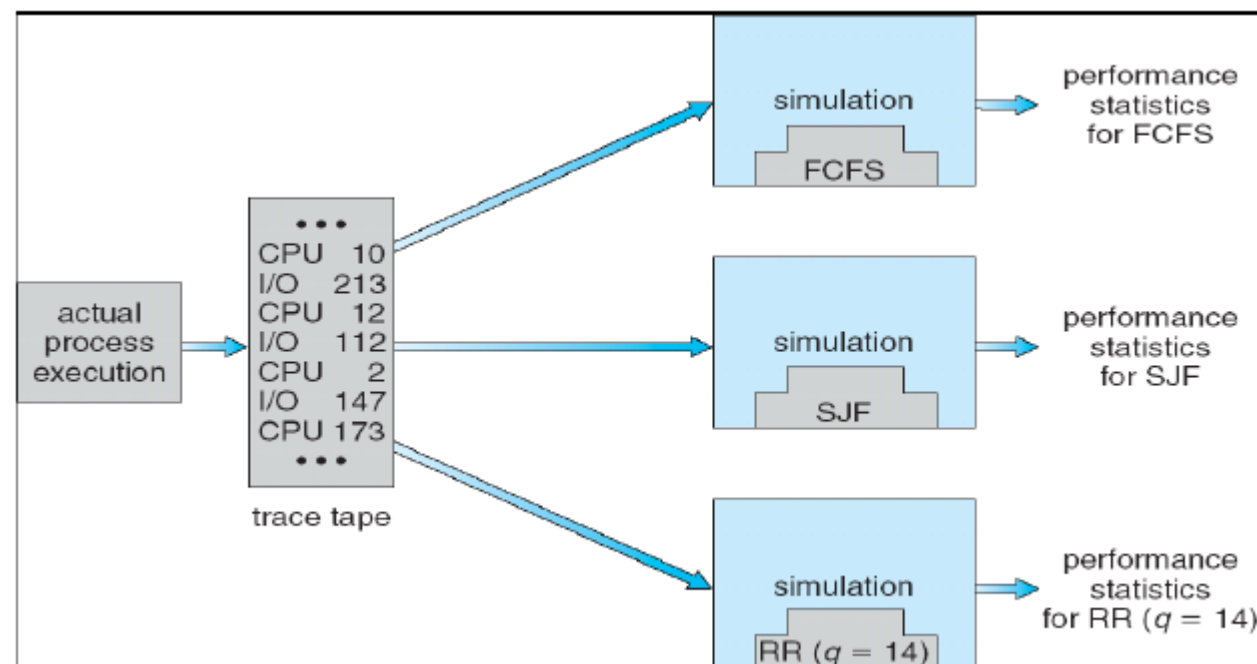 actual
process
execution
• • •
CPU 10
I/O 213
CPU 12
I/O 112
CPU 2
I/O 147
CPU 173
• • •
trace tape
simulation
FCFS
performance
statistics
for FCFS
simulation
SJF
performance
statistics
for SJF
simulation
RR (q = 14)
performance
statistics
for RR (q = 14)